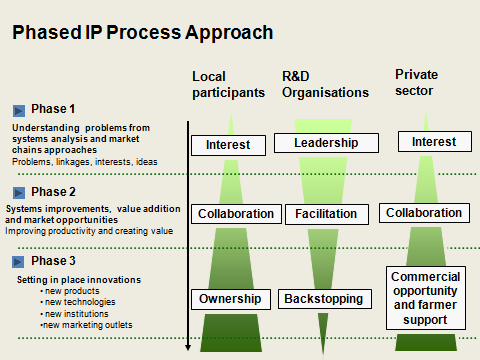 Phased IP Process Approach
Local
participants
R&D
Organisations
Private
sector
Phase 1
Understanding problems from
systems analysis and market
chains approaches
Problems, linkages, interests, ideas
Interest
Leadership
Interest
Phase 2
Systems improvements, value addition
and market opportunities
Improving productivity and creating value
Collaboration
Facilitation
Collaboration
Phase 3
Setting in place innovations
• new products
• new technologies
• new institutions
• new marketing outlets
Ownership
Backstopping
Commercial
opportunity
and farmer
support